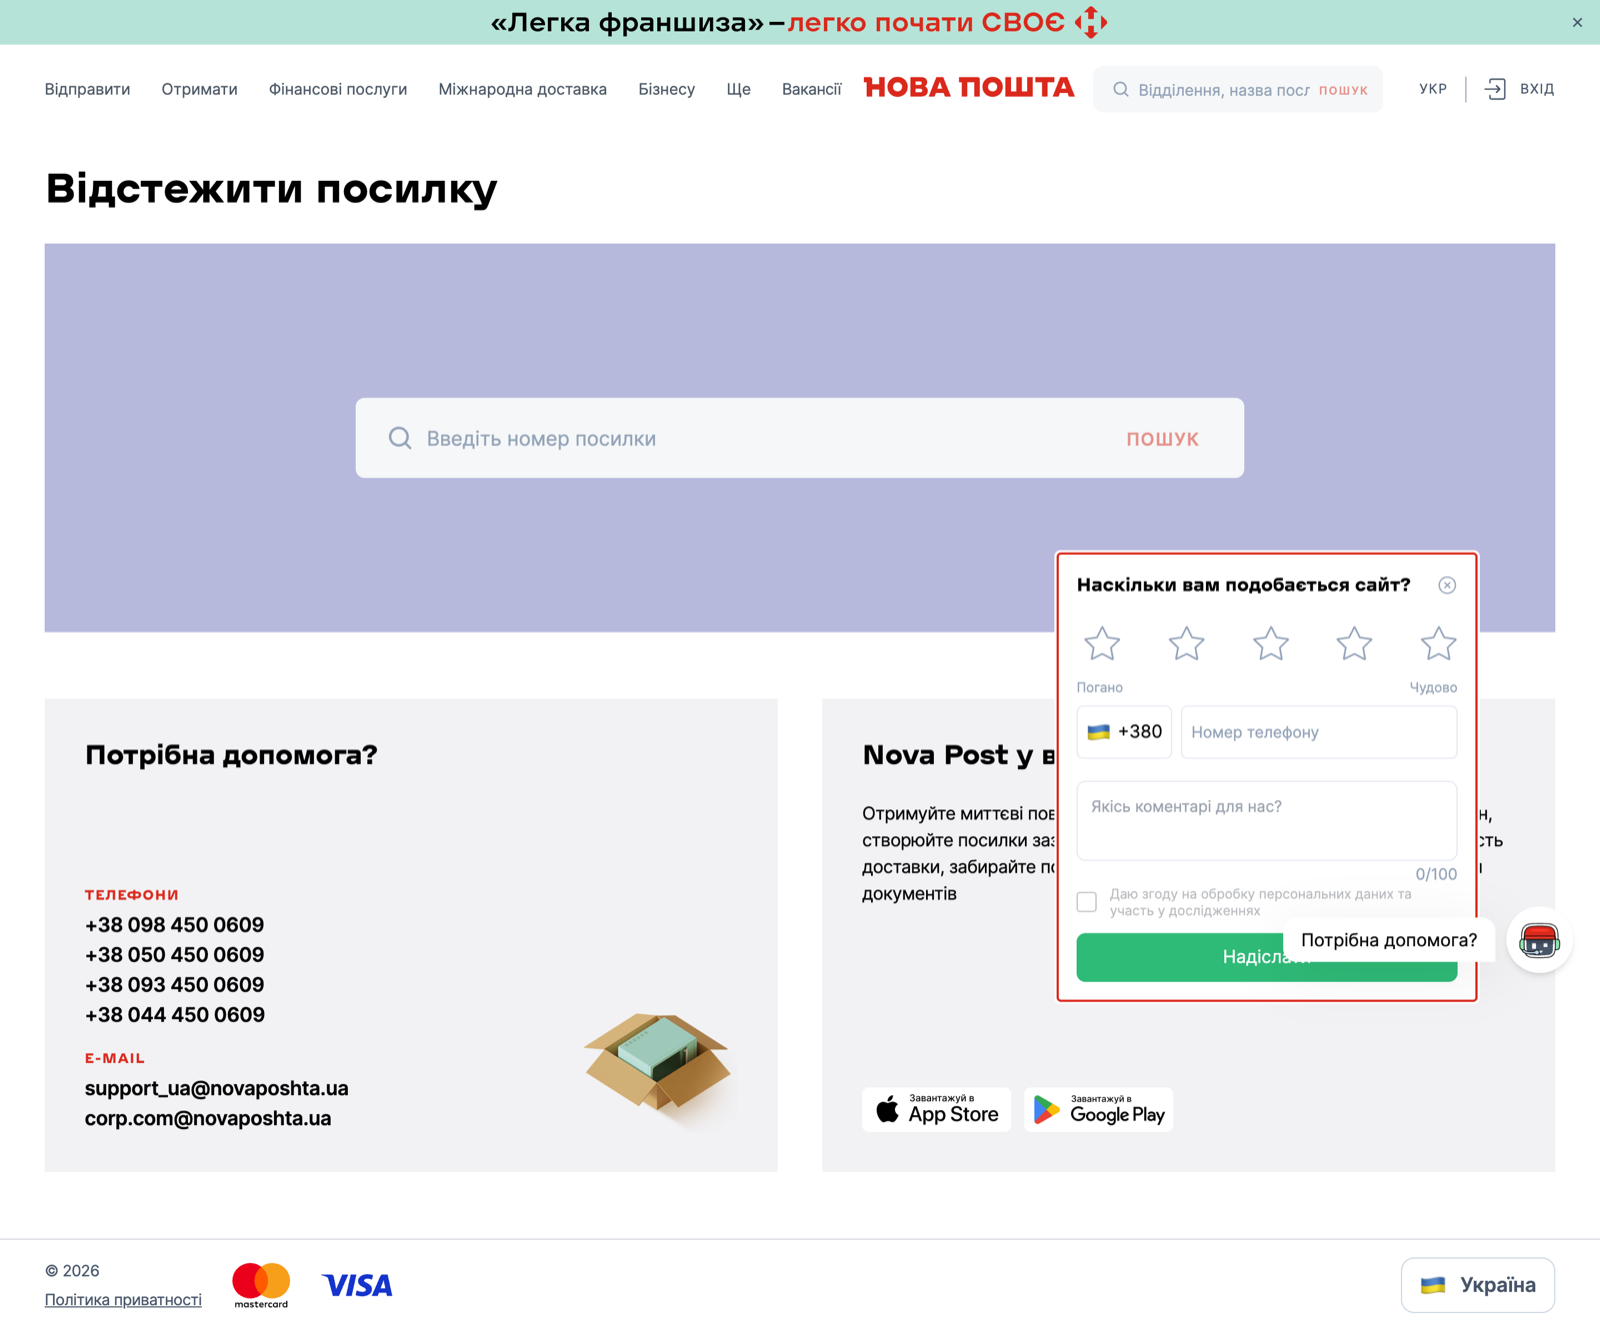 «Легка франшиза» – легко почати СВОЄ
Відправити Отримати Фінансові послуги Міжнародна доставка Бізнесу Ще Вакансії НОВА ПОШТА Відділення, назва посл ПОШУК УКР ВХІД
Відстежити посилку
Введіть номер посилки ПОШУК
Наскільки вам подобається сайт?
Погано Чудово
+380 Номер телефону
Якісь коментарі для нас?
0/100
Даю згоду на обробку персональних даних та
участь у дослідженнях
Надісла
Потрібна допомога?
Потрібна допомога?
ТЕЛЕФОНИ
+38 098 450 0609
+38 050 450 0609
+38 093 450 0609
+38 044 450 0609
E-MAIL
support_ua@novaposhta.ua
corp.com@novaposhta.ua
Nova Post у в
Отримуйте миттєві
створюйте посилки
доставки, забирайте
документів
Завантажуй в
App Store
Завантажуй в
Google Play
© 2026
Політика приватності
mastercard
VISA
Україна